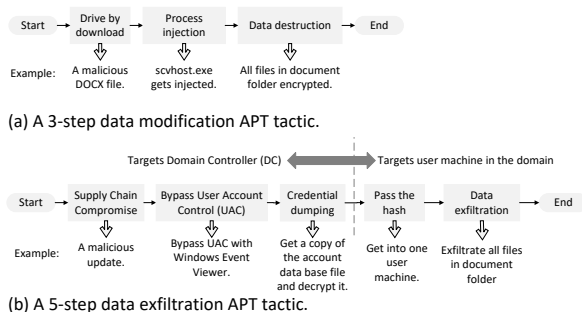 Start
Drive by
download
Process
injection
Data destruction
End
Example:
A malicious
DOCX file.
scvhost.exe
gets injected.
All files in document
folder encrypted.
(a) A 3-step data modification APT tactic.
Targets Domain Controller (DC)
Targets user machine in the domain
Start
Supply Chain
Compromise
Bypass User Account
Control (UAC)
Credential
dumping
Pass the
hash
Data
exfiltration
End
Example:
A malicious
update.
Bypass UAC with
Windows Event
Viewer.
Get a copy of
the account
data base file
and decrypt it.
Get into one
user
machine.
Exfiltrate all files
in document
folder
(b) A 5-step data exfiltration APT tactic.